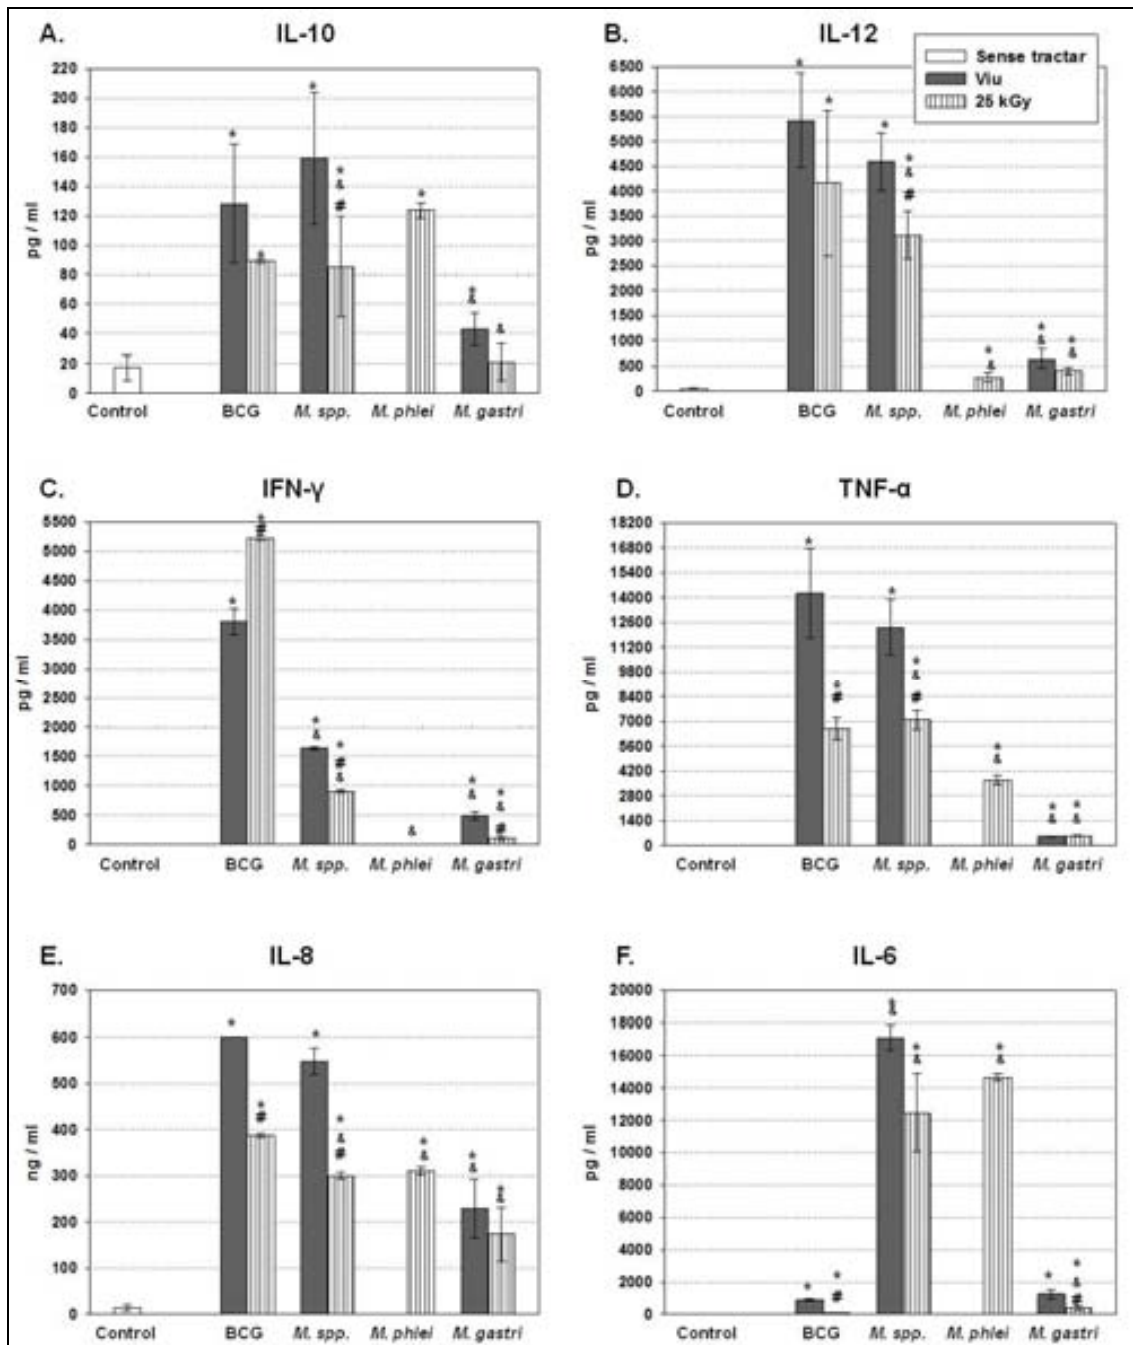 A. IL-10
220
200
180
160
140
120
100
80
60
40
20
0
pg / ml
* * * & # * * * & &
Control BCG M. spp. M. phlei M. gastri
B. IL-12
Sense tractar
Viu
25 kGy
6500
6000
5500
5000
4500
4000
3500
3000
2500
2000
1500
1000
500
0
pg / ml
* * * * & # * & * & * &
Control BCG M. spp. M. phlei M. gastri
C. IFN-γ
5500
5000
4500
4000
3500
3000
2500
2000
1500
1000
500
0
pg / ml
* * # * & * # & & * & * & #
Control BCG M. spp. M. phlei M. gastri
D. TNF-α
18200
16800
15400
14000
12600
11200
9800
8400
7000
5600
4200
2800
1400
0
pg / ml
* * # * * & # * & * & * &
Control BCG M. spp. M. phlei M. gastri
E. IL-8
700
600
500
400
300
200
100
0
ng / ml
* * # * * & # * & * & * &
Control BCG M. spp. M. phlei M. gastri
F. IL-6
20000
18000
16000
14000
12000
10000
8000
6000
4000
2000
0
pg / ml
* * # * & * & * & * * & #
Control BCG M. spp. M. phlei M. gastri